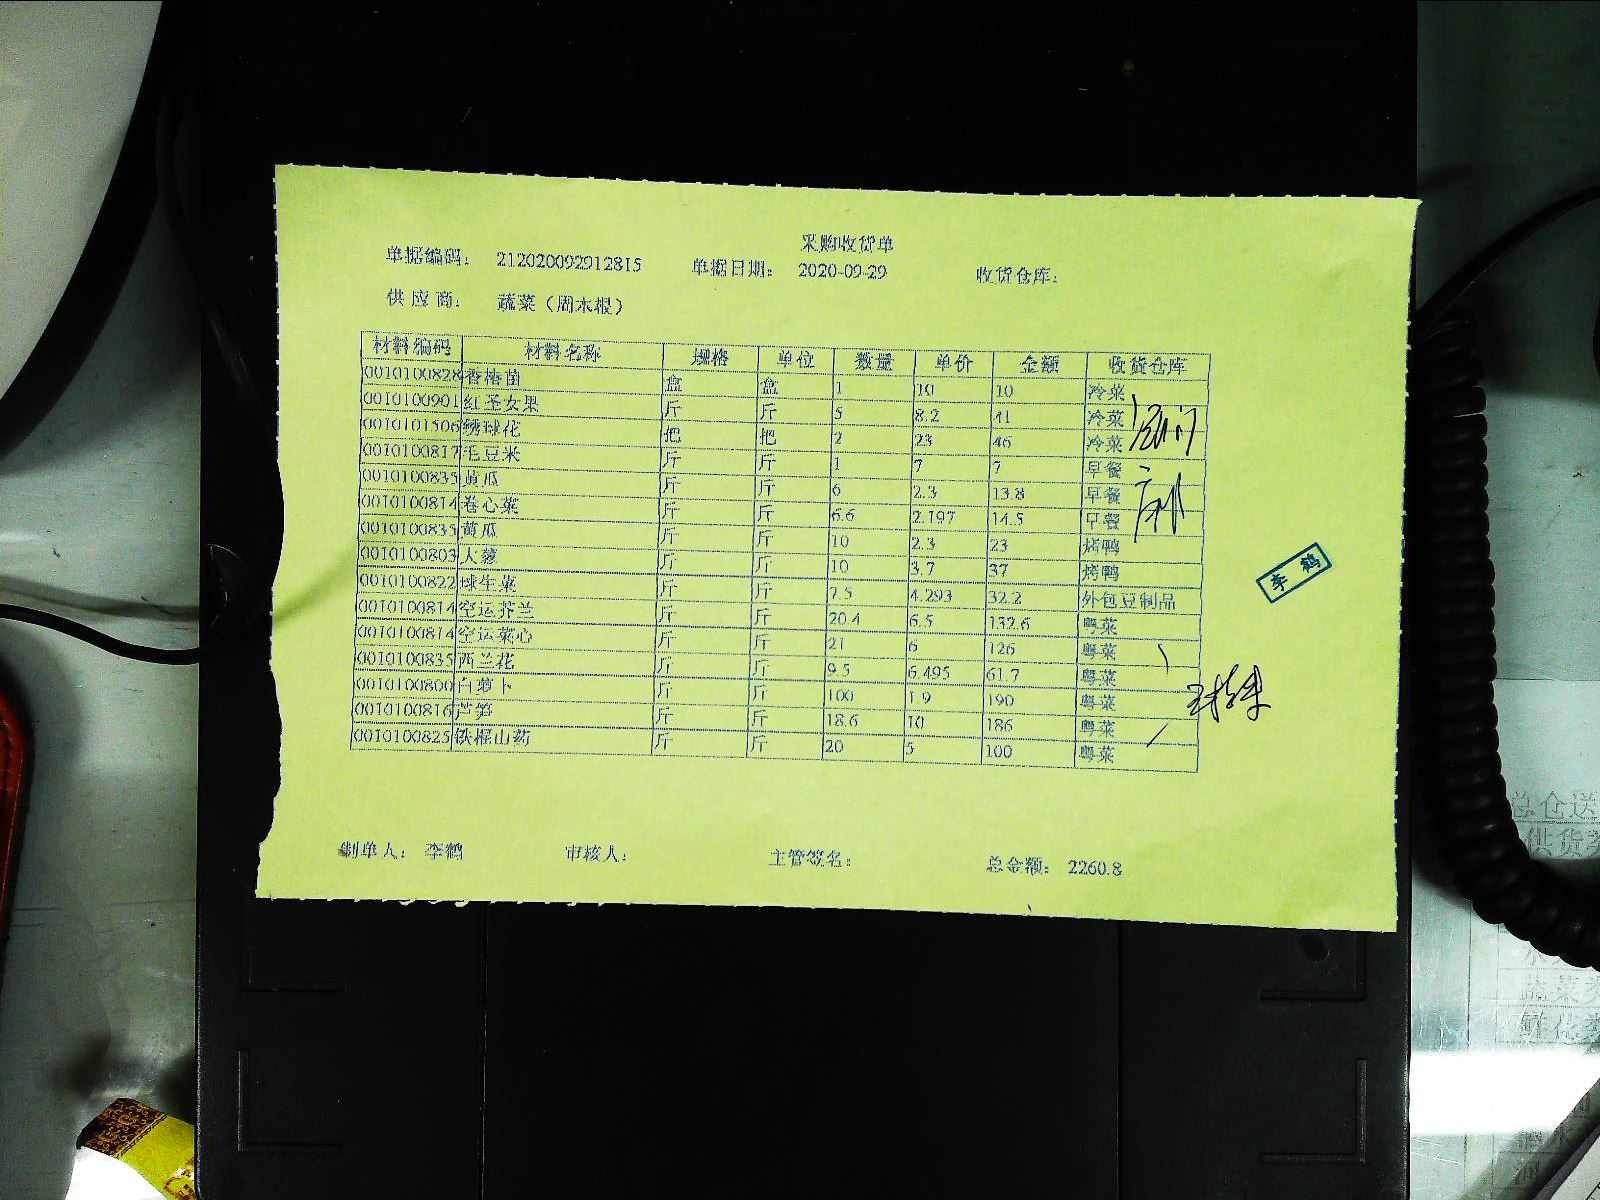 采购收货单
单据编码： 212020092912815 单据日期： 2020-09-29 收货仓库：
供应商： 蔬菜（周木根）
材料编码 材料名称 规格 单位 数量 单价 金额 收货仓库
0010100828 香椿苗 盒 盒 1 10 10 冷菜
0010100901 红圣女果 斤 斤 5 8.2 41 冷菜
0010101506 绣球花 把 把 2 23 46 冷菜
0010100817 毛豆米 斤 斤 1 7 7 早餐
0010100835 黄瓜 斤 斤 6 2.3 13.8 早餐
0010100814 卷心菜 斤 斤 6.6 2.197 14.5 早餐
0010100835 黄瓜 斤 斤 10 2.3 23 烤鸭
0010100803 大葱 斤 斤 10 3.7 37 烤鸭
0010100822 球生菜 斤 斤 7.5 4.293 32.2 外包豆制品
0010100814 空运芥兰 斤 斤 20.4 6.5 132.6 粤菜
0010100814 空运菜心 斤 斤 21 6 126 粤菜
0010100835 西兰花 斤 斤 9.5 6.495 61.7 粤菜
0010100800 白萝卜 斤 斤 100 1.9 190 粤菜
0010100816 芦笋 斤 斤 18.6 10 186 粤菜
0010100825 铁棍山药 斤 斤 20 5 100 粤菜
李鹤
制单人： 李鹤 审核人： 主管签名： 总金额： 2260.8
总仓送
供货
蔬菜